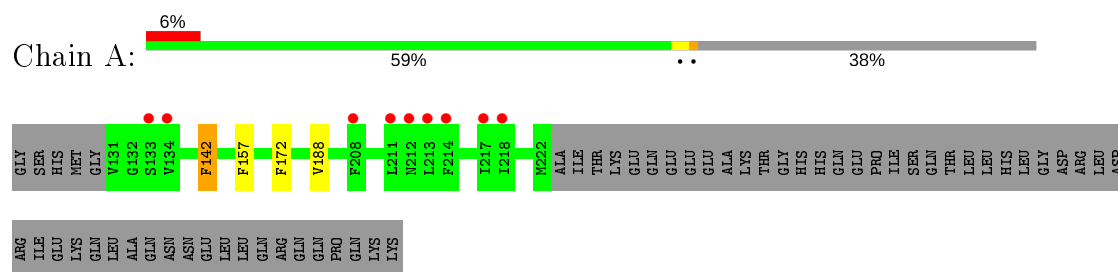 6%
Chain A:
59% • • 38%
GLY SER HIS MET GLY V131 G132 S133 V134 F142 F157 F172 V188 F208 L211 N212 L213 F214 I217 I218 M222 ALA ILE THR LYS GLU GLN GLU GLU GLU ALA LYS THR GLY HIS HIS GLN GLU PRO ILE SER GLN THR LEU LEU HIS LEU GLY ASP ARG LEU ASP
ARG ILE GLU LYS GLN LEU ALA GLN ASN ASN GLU LEU LEU GLN ARG GLN GLN PRO GLN LYS LYS